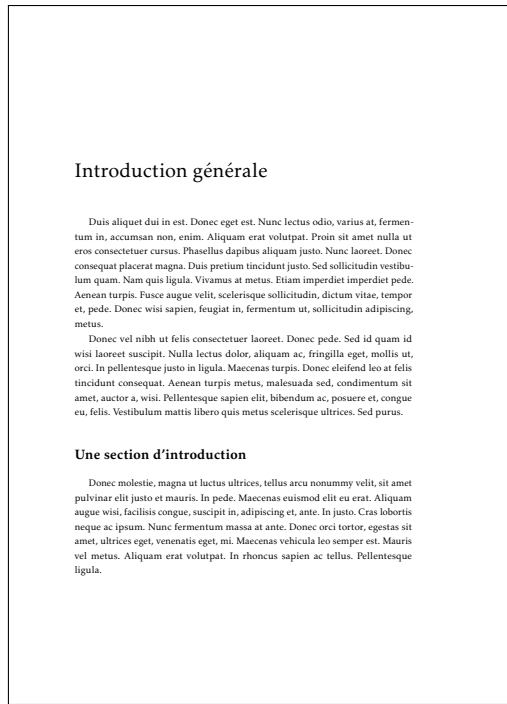 Introduction générale
Duis aliquet dui in est. Donec eget est. Nunc lectus odio, varius at, fermen-
tum in, accumsan non, enim. Aliquam erat volutpat. Proin sit amet nulla ut
eros consectetuer cursus. Phasellus dapibus aliquam justo. Nunc laoreet. Donec
consequat placerat magna. Duis pretium tincidunt justo. Sed sollicitudin vestibu-
lum quam. Nam quis ligula. Vivamus at metus. Etiam imperdiet imperdiet pede.
Aenean turpis. Fusce augue velit, scelerisque sollicitudin, dictum vitae, tempor
et, pede. Donec wisi sapien, feugiat in, fermentum ut, sollicitudin adipiscing,
metus.
Donec vel nibh ut felis consectetuer laoreet. Donec pede. Sed id quam id
wisi laoreet suscipit. Nulla lectus dolor, aliquam ac, fringilla eget, mollis ut,
orci. In pellentesque justo in ligula. Maecenas turpis. Donec eleifend leo at felis
tincidunt consequat. Aenean turpis metus, malesuada sed, condimentum sit
amet, auctor a, wisi. Pellentesque sapien elit, bibendum ac, posuere et, congue
eu, felis. Vestibulum mattis libero quis metus scelerisque ultrices. Sed purus.
Une section d'introduction
Donec molestie, magna ut luctus ultrices, tellus arcu nonummy velit, sit amet
pulvinar elit justo et mauris. In pede. Maecenas euismod elit eu erat. Aliquam
augue wisi, facilisis congue, suscipit in, adipiscing et, ante. In justo. Cras lobortis
neque ac ipsum. Nunc fermentum massa at ante. Donec orci tortor, egestas sit
amet, ultrices eget, venenatis eget, mi. Maecenas vehicula leo semper est. Mauris
vel metus. Aliquam erat volutpat. In rhoncus sapien ac tellus. Pellentesque
ligula.